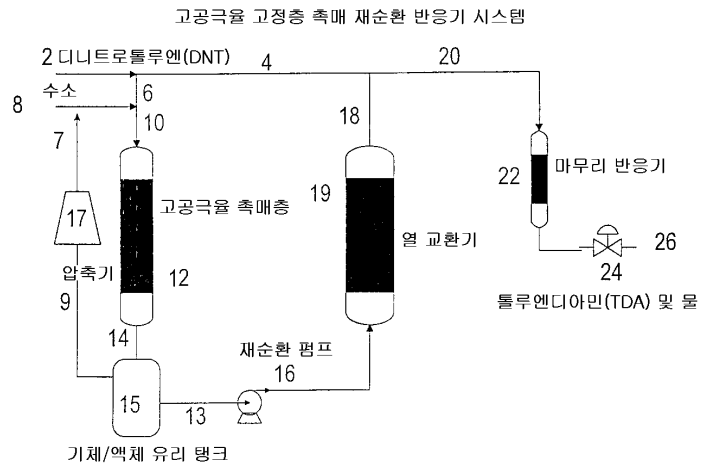 고공극율 고정층 촉매 재순환 반응기 시스템
2 디니트로톨루엔(DNT)
4
20
8 수소
6
7
10
18
고공극율 촉매층
19
22 마무리 반응기
17
압축기
12
열 교환기
26
24
9
톨루엔디아민(TDA) 및 물
14
재순환 펌프
16
15
13
기체/액체 유리 탱크